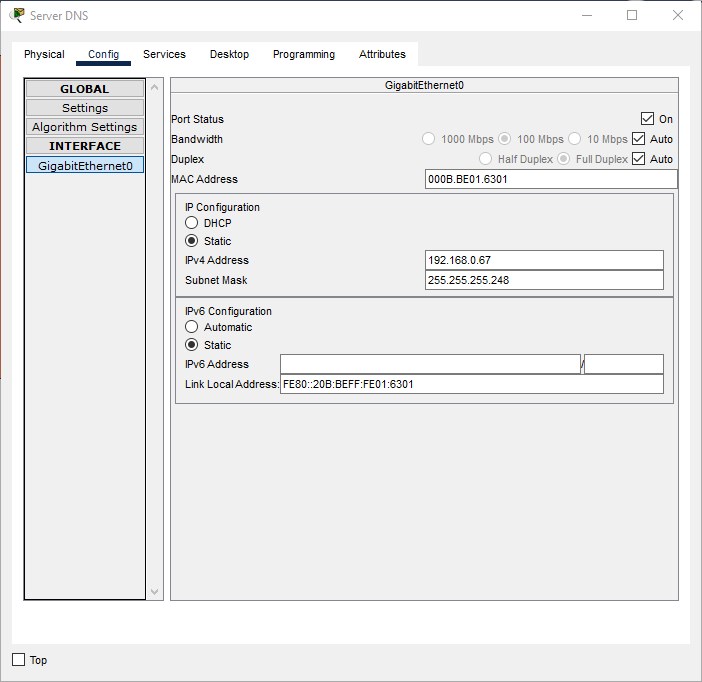 Server DNS
Physical Config Services Desktop Programming Attributes
GLOBAL
Settings
Algorithm Settings
INTERFACE
GigabitEthernet0
GigabitEthernet0
Port Status On
Bandwidth 1000 Mbps 100 Mbps 10 Mbps Auto
Duplex Half Duplex Full Duplex Auto
MAC Address 000B.BE01.6301
IP Configuration
DHCP
Static
IPv4 Address 192.168.0.67
Subnet Mask 255.255.255.248
IPv6 Configuration
Automatic
Static
IPv6 Address /
Link Local Address: FE80::20B:BEFF:FE01:6301
Top